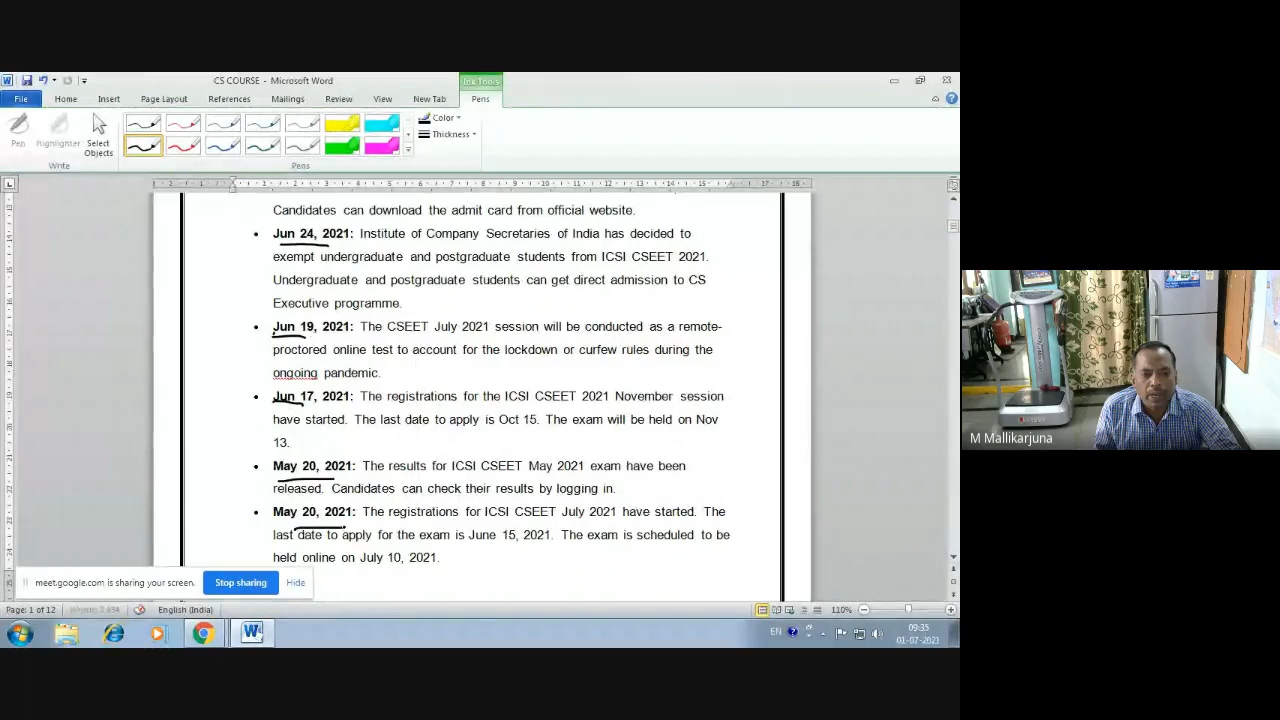 CS COURSE - Microsoft Word
Ink Tools
File Home Insert Page Layout References Mailings Review View New Tab Pens
Color
Thickness
Pen Highlighter Select Objects
Write Pens
Candidates can download the admit card from official website.
• Jun 24, 2021: Institute of Company Secretaries of India has decided to
exempt undergraduate and postgraduate students from ICSI CSEET 2021.
Undergraduate and postgraduate students can get direct admission to CS
Executive programme.
• Jun 19, 2021: The CSEET July 2021 session will be conducted as a remote-
proctored online test to account for the lockdown or curfew rules during the
ongoing pandemic.
• Jun 17, 2021: The registrations for the ICSI CSEET 2021 November session
have started. The last date to apply is Oct 15. The exam will be held on Nov
13.
• May 20, 2021: The results for ICSI CSEET May 2021 exam have been
released. Candidates can check their results by logging in.
• May 20, 2021: The registrations for ICSI CSEET July 2021 have started. The
last date to apply for the exam is June 15, 2021. The exam is scheduled to be
held online on July 10, 2021.
M Mallikarjuna
meet.google.com is sharing your screen. Stop sharing Hide
Page: 1 of 12 English (India) 110%
EN 09:35
01-07-2021